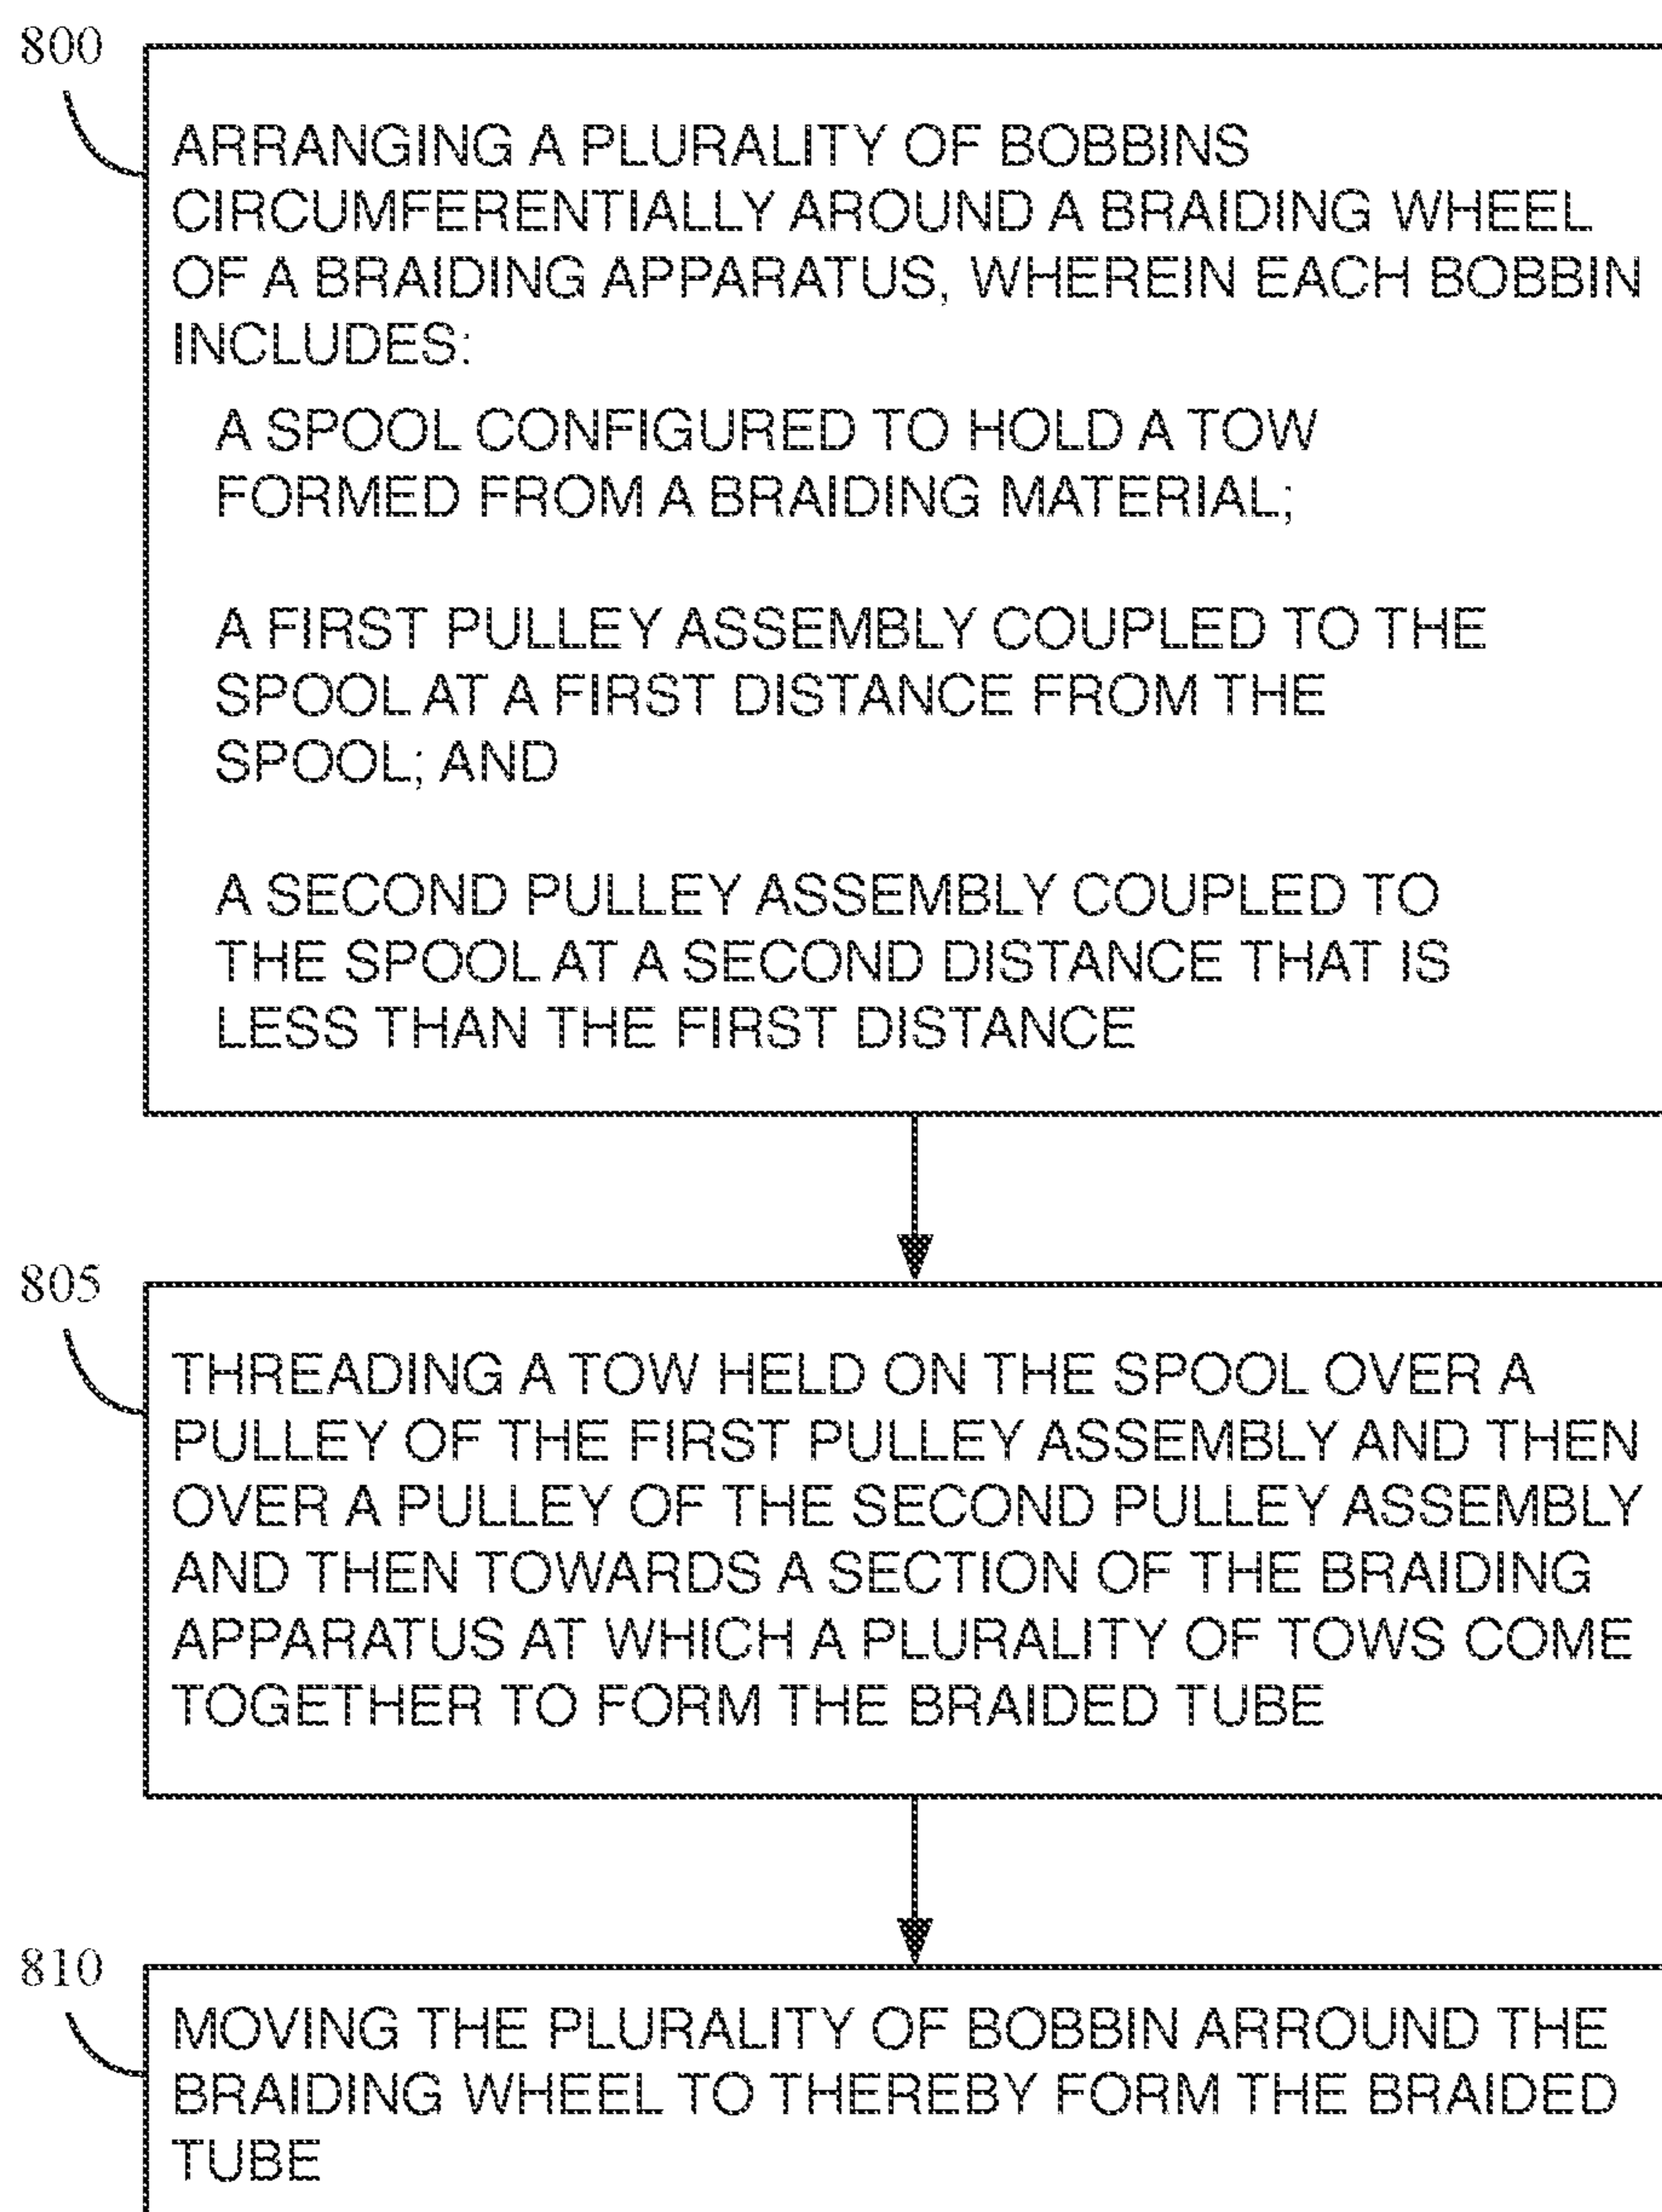 800
ARRANGING A PLURALITY OF BOBBINS
CIRCUMFERENTIALLY AROUND A BRAIDING WHEEL
OF A BRAIDING APPARATUS, WHEREIN EACH BOBBIN
INCLUDES:
A SPOOL CONFIGURED TO HOLD A TOW
FORMED FROM A BRAIDING MATERIAL;
A FIRST PULLEY ASSEMBLY COUPLED TO THE
SPOOL AT A FIRST DISTANCE FROM THE
SPOOL; AND
A SECOND PULLEY ASSEMBLY COUPLED TO
THE SPOOL AT A SECOND DISTANCE THAT IS
LESS THAN THE FIRST DISTANCE
805
THREADING A TOW HELD ON THE SPOOL OVER A
PULLEY OF THE FIRST PULLEY ASSEMBLY AND THEN
OVER A PULLEY OF THE SECOND PULLEY ASSEMBLY
AND THEN TOWARDS A SECTION OF THE BRAIDING
APPARATUS AT WHICH A PLURALITY OF TOWS COME
TOGETHER TO FORM THE BRAIDED TUBE
810
MOVING THE PLURALITY OF BOBBIN ARROUND THE
BRAIDING WHEEL TO THEREBY FORM THE BRAIDED
TUBE